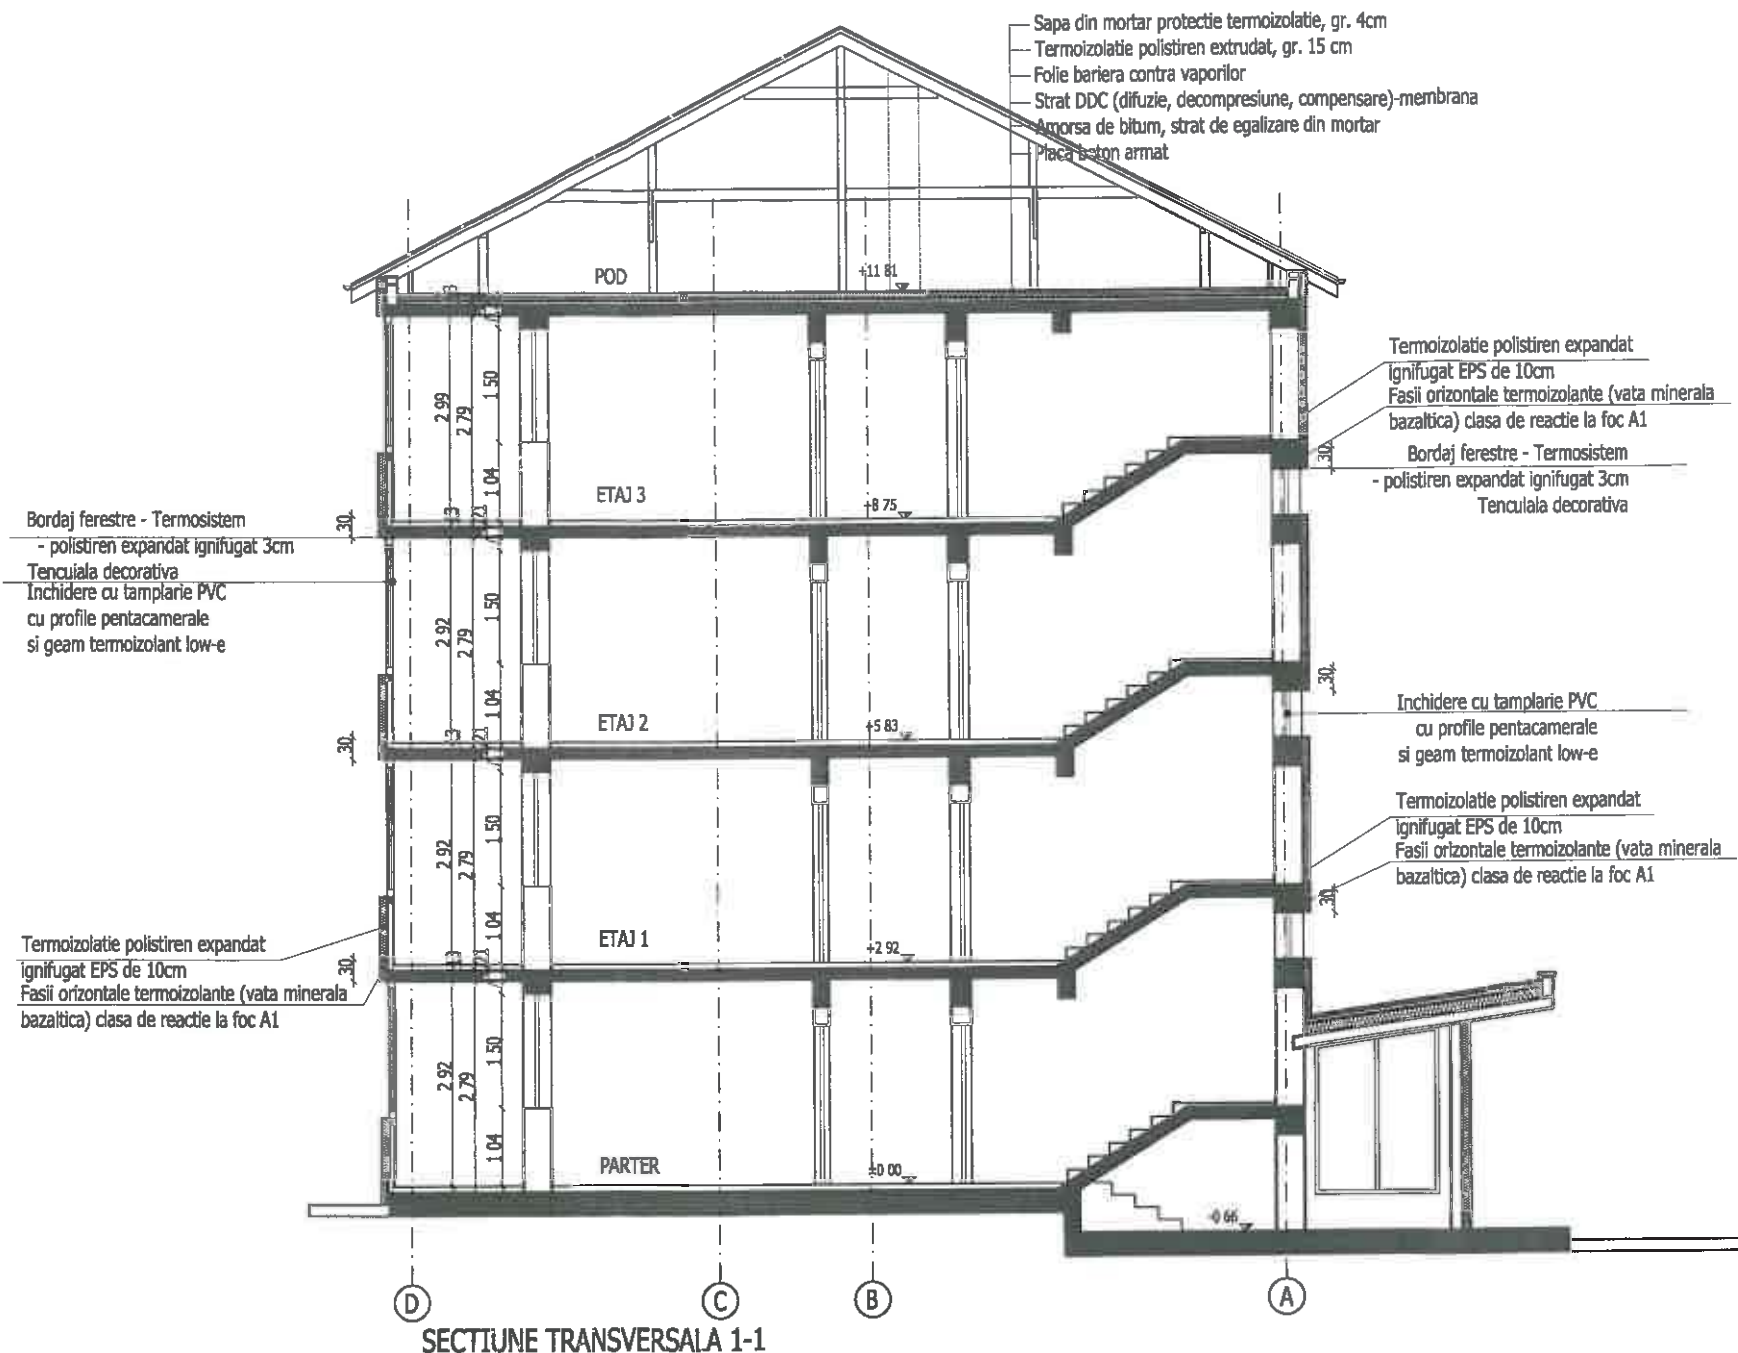 Sapa din mortar protectie termoizolatie, gr. 4cm
Termoizolatie polistiren extrudat, gr. 15 cm
Folie bariera contra vaporilor
Strat DDC (difuzie, decompresiune, compensare)-membrana
Amorsa de bitum, strat de egalizare din mortar
Placa beton armat
POD
+11 81
13
2 99
2 79
1 50
1 04
ETAJ 3
+8 75
Termoizolatie polistiren expandat
ignifugat EPS de 10cm
Fasii orizontale termoizolante (vata minerala
bazaltica) clasa de reactie la foc A1
30
Bordaj ferestre - Termosistem
- polistiren expandat ignifugat 3cm
Tenculala decorativa
Bordaj ferestre - Termosistem
- polistiren expandat ignifugat 3cm
Tenculala decorativa
Inchidere cu tamplarie PVC
cu profile pentacamerale
si geam termoizolant low-e
30
13
21
2 92
2 79
1 50
1 04
ETAJ 2
+5 83
30
Inchidere cu tamplarie PVC
cu profile pentacamerale
si geam termoizolant low-e
30
13
21
2 92
2 79
1 50
1 04
ETAJ 1
+2 92
Termoizolatie polistiren expandat
ignifugat EPS de 10cm
Fasii orizontale termoizolante (vata minerala
bazaltica) clasa de reactie la foc A1
30
Termoizolatie polistiren expandat
ignifugat EPS de 10cm
Fasii orizontale termoizolante (vata minerala
bazaltica) clasa de reactie la foc A1
30
13
21
2 92
2 79
1 50
1 04
PARTER
±0 00
-0 66
D
C
B
A
SECTIUNE TRANSVERSALA 1-1